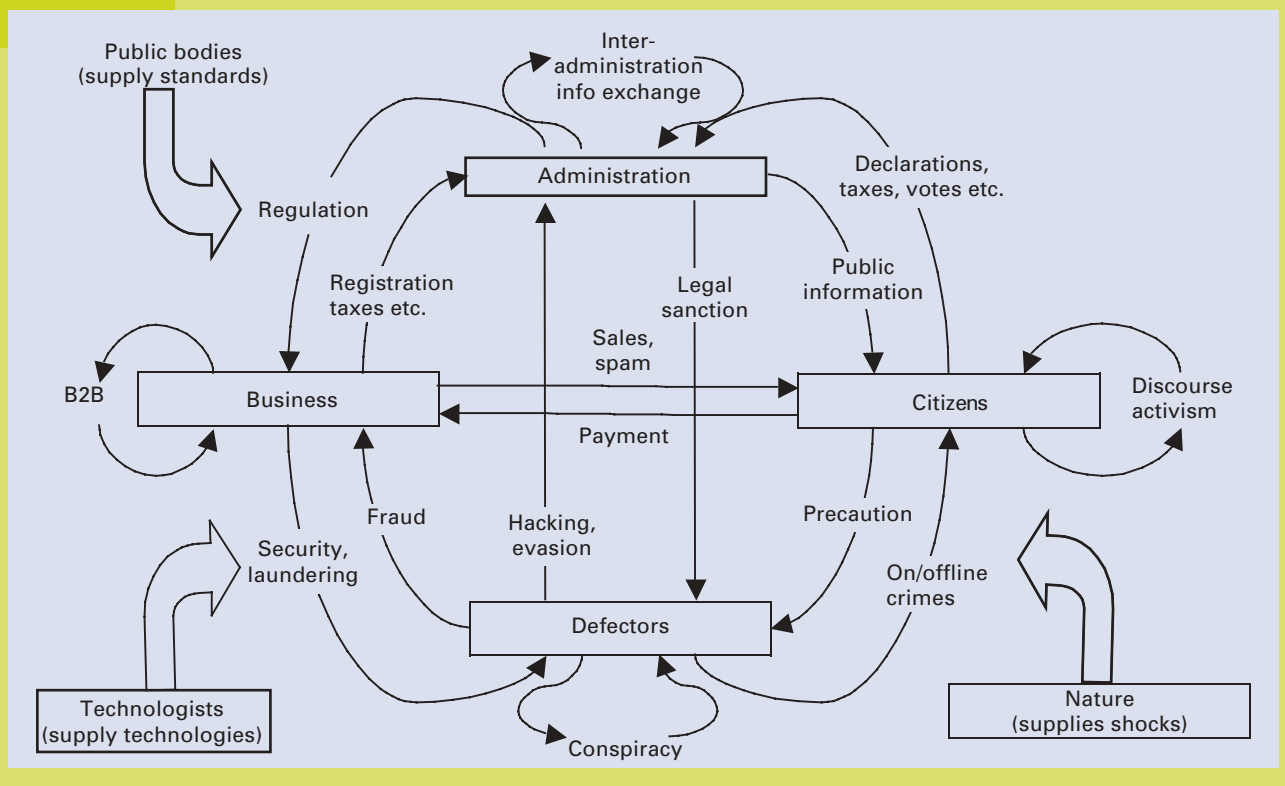 Public bodies
(supply standards)
Inter-
administration
info exchange
Administration
Declarations,
taxes, votes etc.
Regulation
Registration
taxes etc.
Legal
sanction
Public
information
Sales,
spam
B2B
Business
Citizens
Discourse
activism
Payment
Fraud
Hacking,
evasion
Precaution
Security,
laundering
On/offline
crimes
Defectors
Technologists
(supply technologies)
Conspiracy
Nature
(supplies shocks)